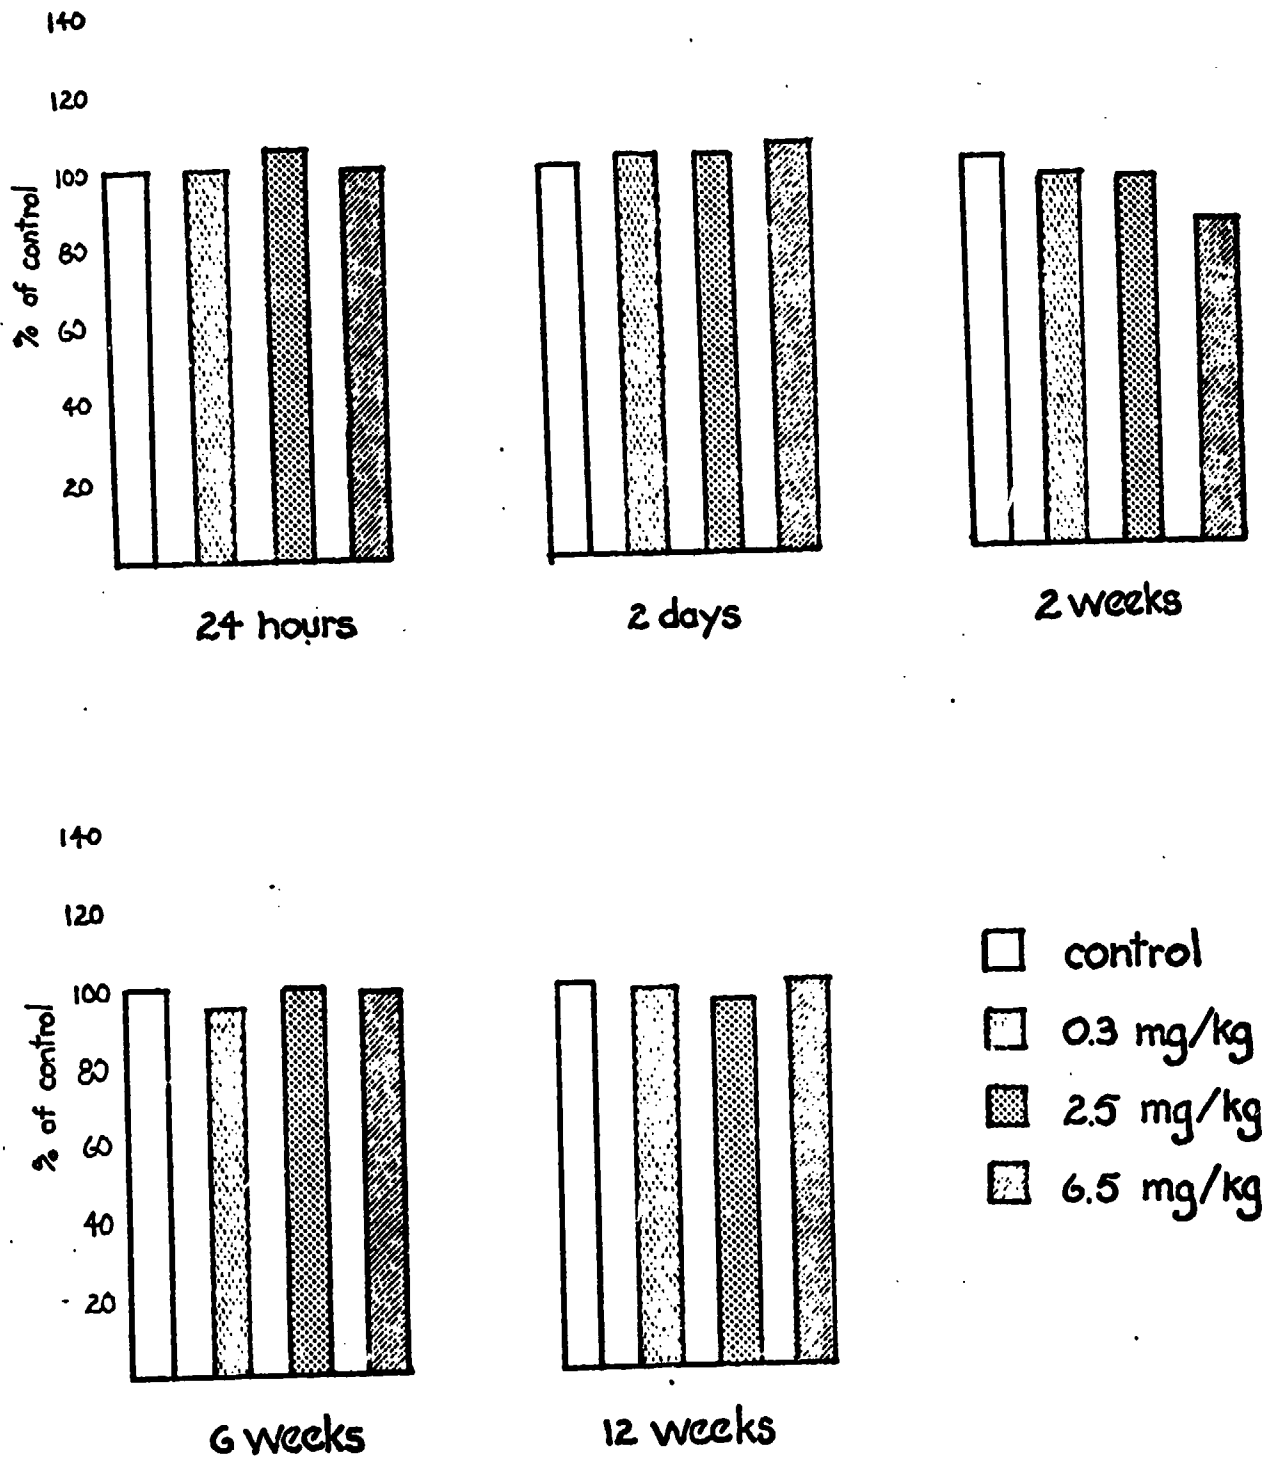 140
120
100
80
60
40
20
% of control
24 hours
2 days
2 weeks
140
120
100
80
60
40
20
% of control
6 weeks
12 weeks
control
0.3 mg/kg
2.5 mg/kg
6.5 mg/kg